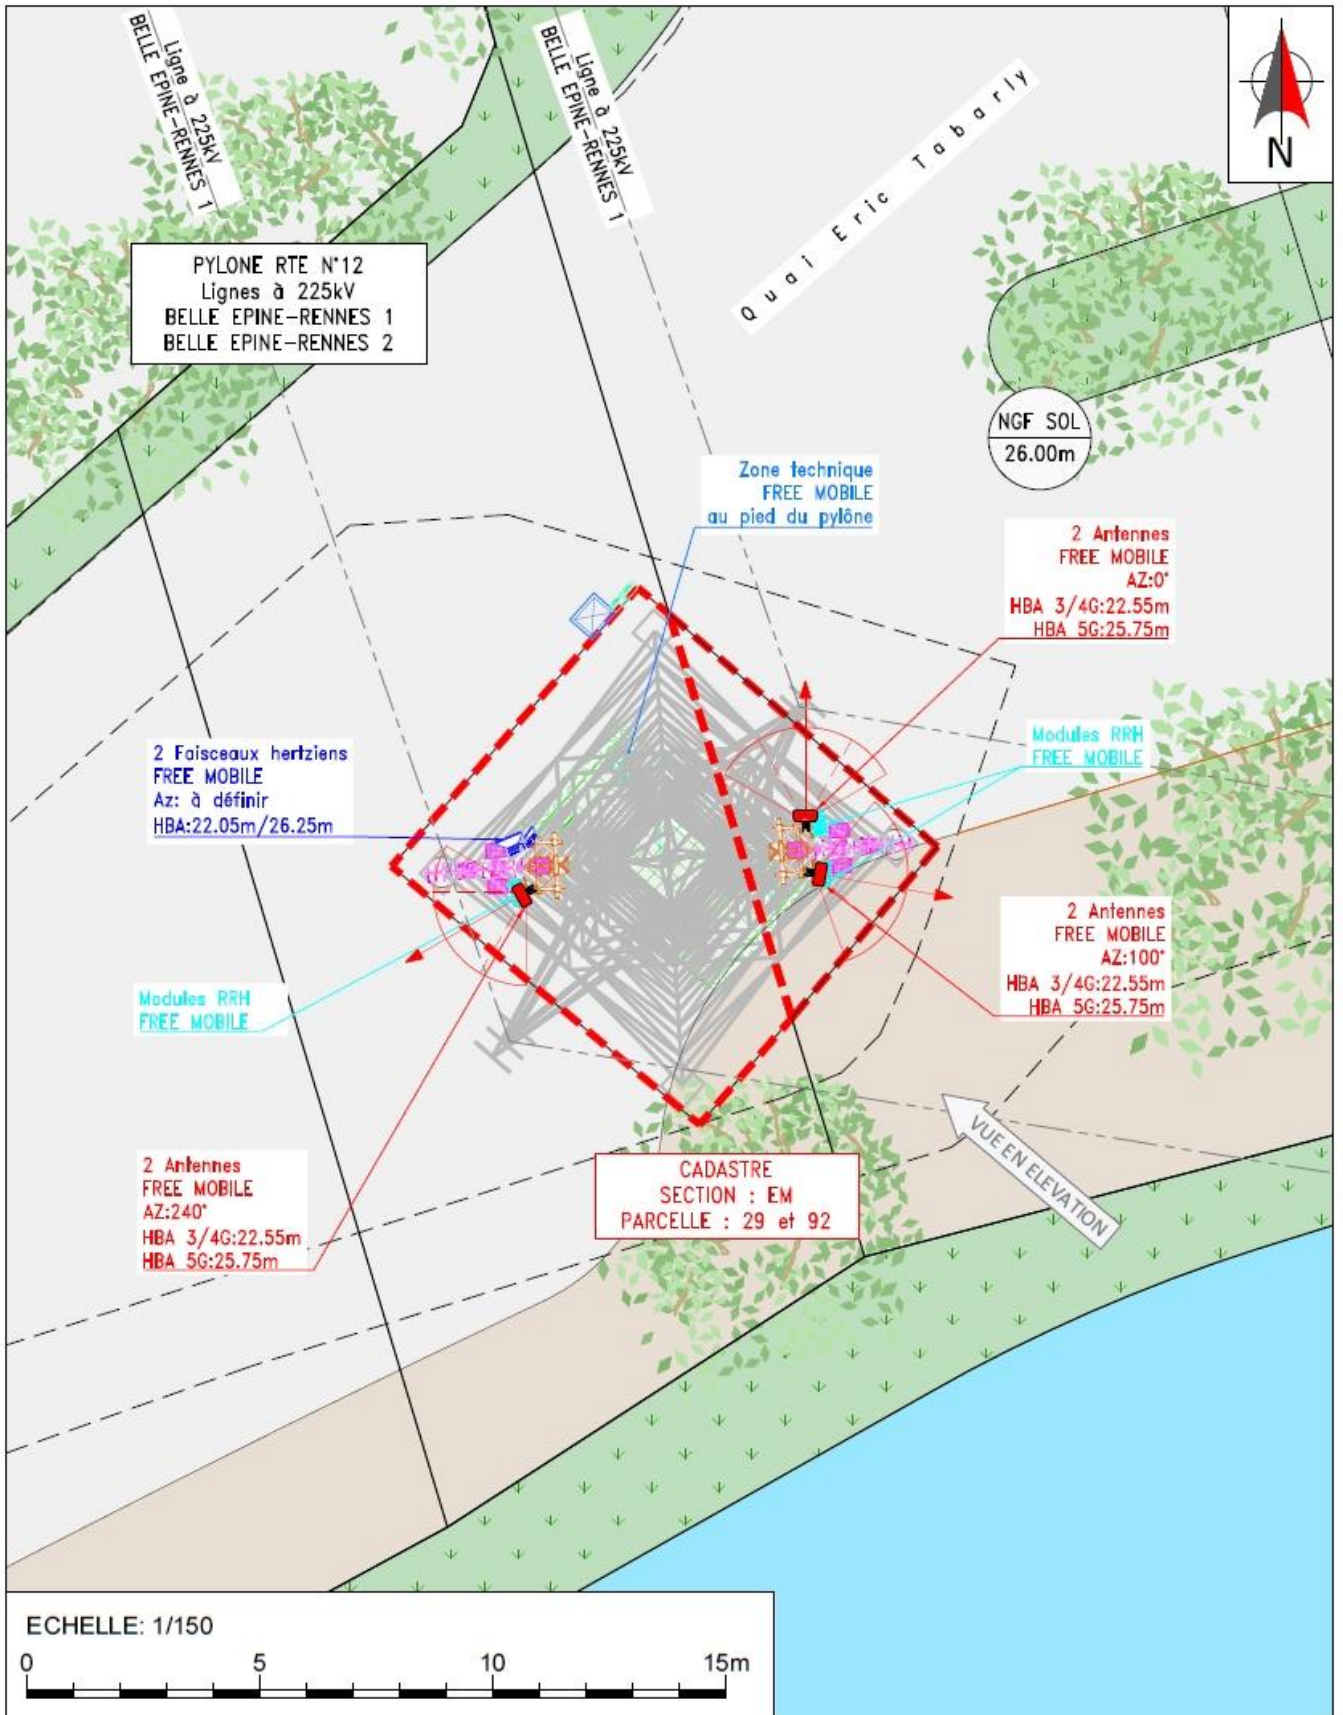 Ligne à 225kV
BELLE EPINE-RENNES 1
Ligne à 225kV
BELLE EPINE-RENNES 1
Quai Eric Tabarly
N
PYLONE RTE N°12
Lignes à 225kV
BELLE EPINE-RENNES 1
BELLE EPINE-RENNES 2
NGF SOL
26.00m
Zone technique
FREE MOBILE
au pied du pylône
2 Antennes
FREE MOBILE
AZ:0°
HBA 3/4G:22.55m
HBA 5G:25.75m
Modules RRH
FREE MOBILE
2 Faisceaux hertziens
FREE MOBILE
Az: à définir
HBA:22.05m/26.25m
2 Antennes
FREE MOBILE
AZ:100°
HBA 3/4G:22.55m
HBA 5G:25.75m
Modules RRH
FREE MOBILE
2 Antennes
FREE MOBILE
AZ:240°
HBA 3/4G:22.55m
HBA 5G:25.75m
CADASTRE
SECTION : EM
PARCELLE : 29 et 92
VUE EN ELEVATION
ECHELLE: 1/150
0 5 10 15m